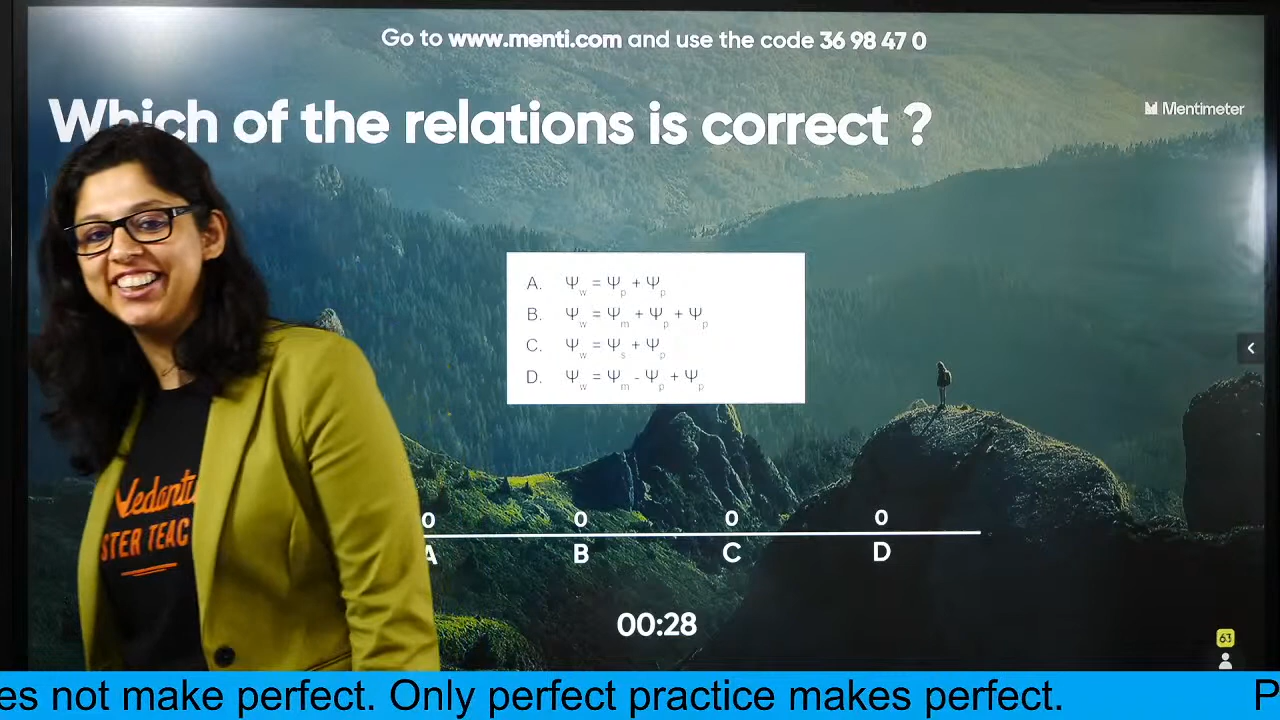 Go to www.menti.com and use the code 36 98 47 0
Which of the relations is correct ?
Mentimeter
A. Ψw = Ψp + Ψp
B. Ψw = Ψm + Ψp + Ψp
C. Ψw = Ψs + Ψp
D. Ψw = Ψm - Ψp + Ψp
0 0 0 0
A B C D
00:28
63
Vedantu
STER TEAC
es not make perfect. Only perfect practice makes perfect. P